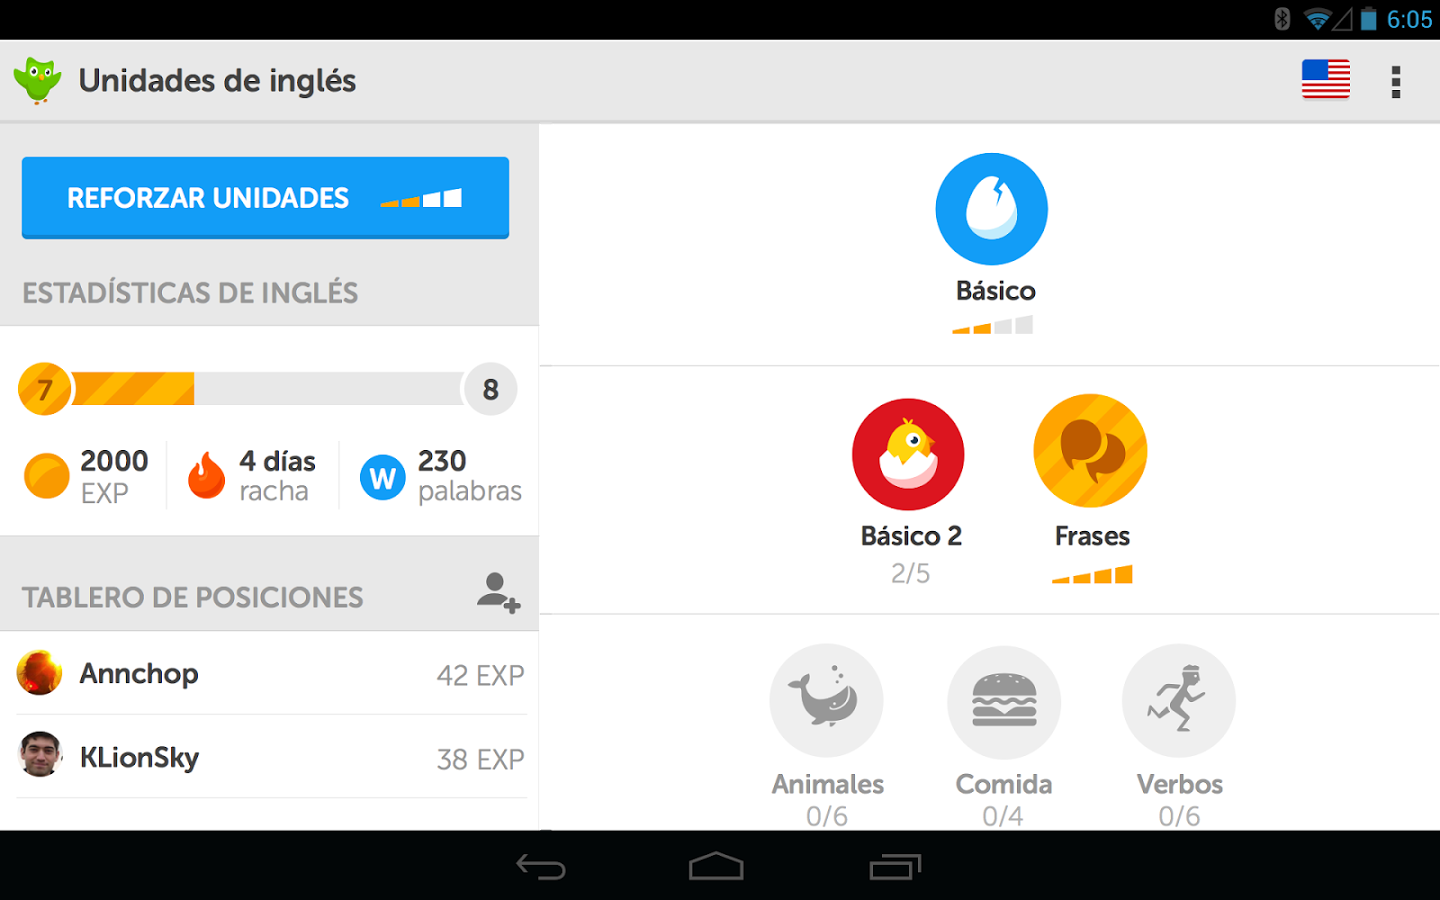 6:05
Unidades de inglés
REFORZAR UNIDADES
ESTADÍSTICAS DE INGLÉS
7
8
2000
EXP
4 días
racha
W
230
palabras
TABLERO DE POSICIONES
Annchop
42 EXP
KLionSky
38 EXP
Básico
Básico 2
2/5
Frases
Animales
0/6
Comida
0/4
Verbos
0/6